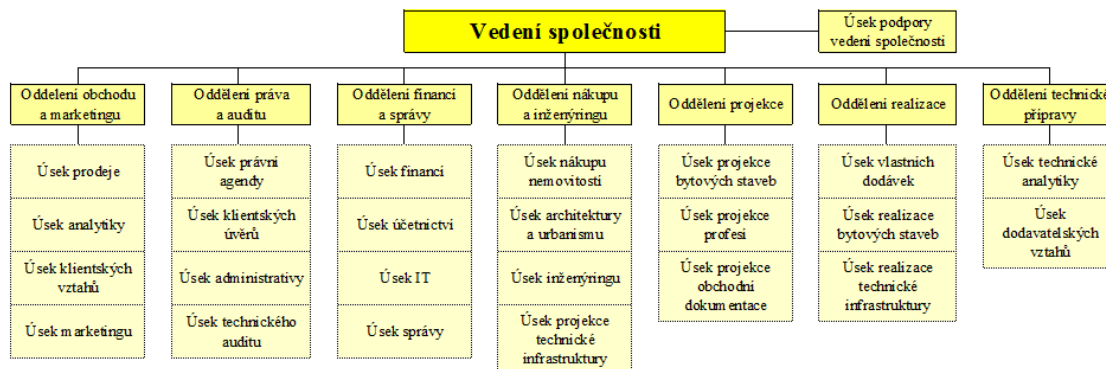 Vedení společnosti
Úsek podpory
vedení společnosti
Oddelení obchodu
a marketingu
Oddělení práva
a auditu
Oddělení financí
a správy
Oddělení nákupu
a inženýringu
Oddělení projekce
Oddělení realizace
Oddělení technické
přípravy
Úsek prodeje
Úsek analytiky
Úsek klientských
vztahů
Úsek marketingu
Úsek právní
agendy
Úsek klientských
úvěrů
Úsek administrativy
Úsek technického
auditu
Úsek financí
Úsek účetnictví
Úsek IT
Úsek správy
Úsek nákupu
nemovitostí
Úsek architektury
a urbanismu
Úsek inženýringu
Úsek projekce
technické
infrastruktury
Úsek projekce
bytových staveb
Úsek projekce
profesí
Úsek projekce
obchodní
dokumentace
Úsek vlastních
dodávek
Úsek realizace
bytových staveb
Úsek realizace
technické
infrastruktury
Úsek technické
analytiky
Úsek
dodavatelských
vztahů